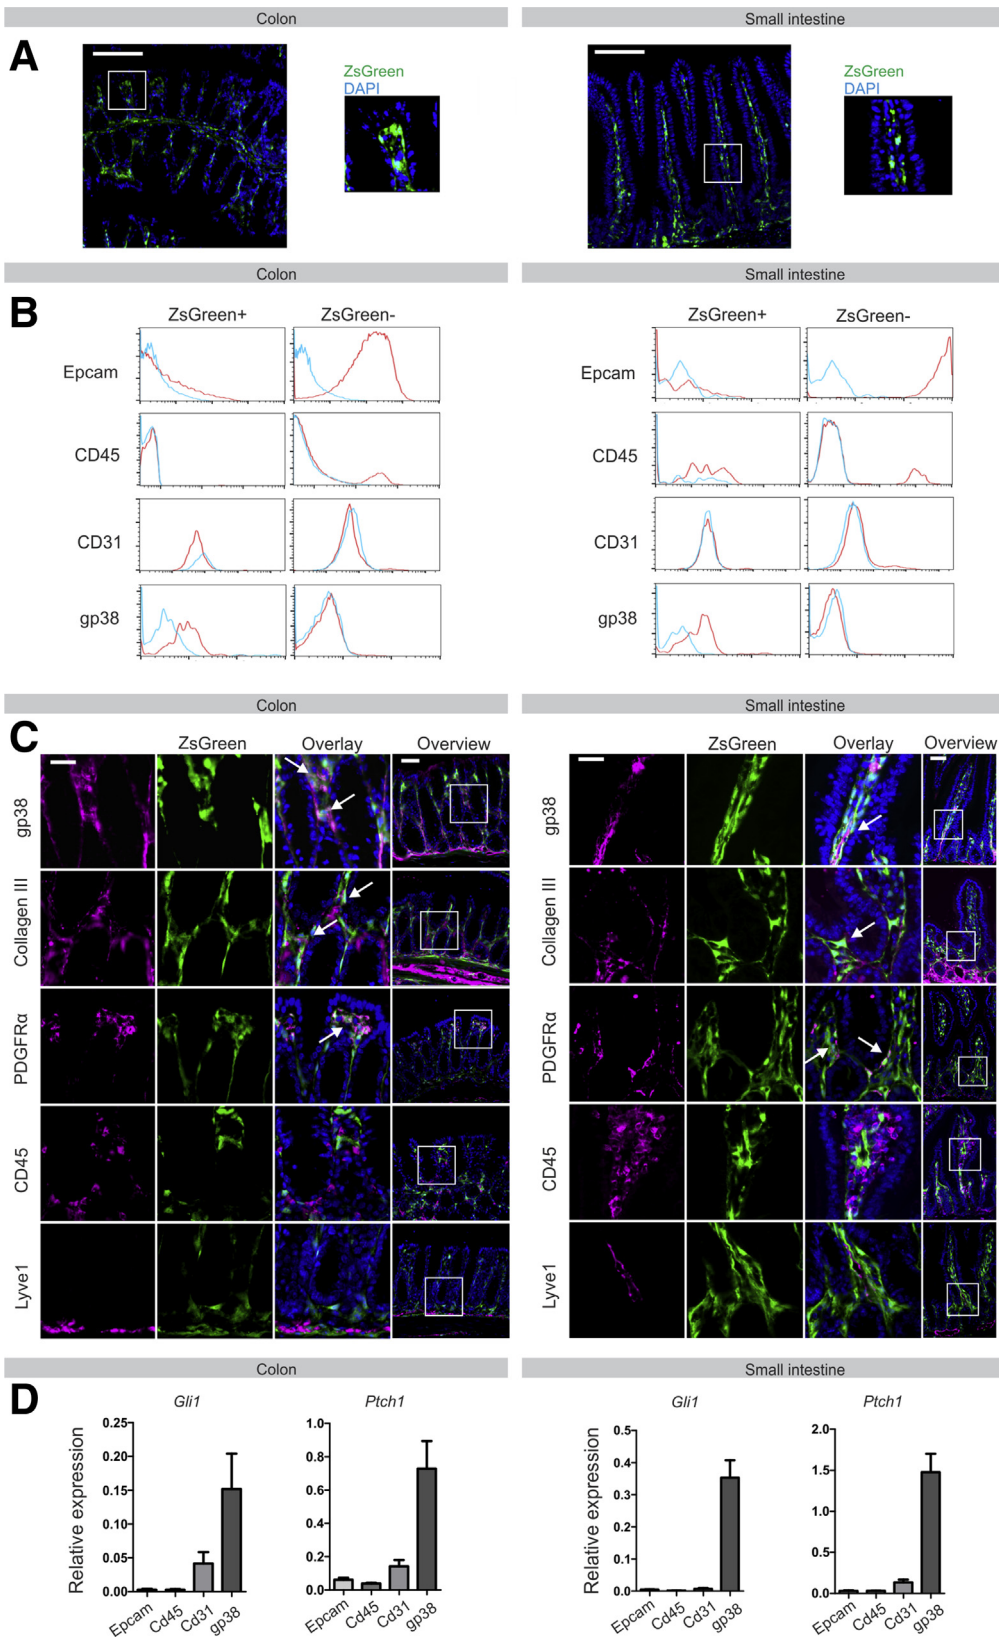 Colon
Small intestine
A
ZsGreen
DAPI
ZsGreen
DAPI
Colon
Small intestine
B
ZsGreen+
ZsGreen-
ZsGreen+
ZsGreen-
Epcam
Epcam
CD45
CD45
CD31
CD31
gp38
gp38
Colon
Small intestine
C
ZsGreen
Overlay
Overview
ZsGreen
Overlay
Overview
gp38
gp38
Collagen III
Collagen III
PDGFRα
PDGFRα
CD45
CD45
Lyve1
Lyve1
Colon
Small intestine
D
Gli1
Relative expression
0.25
0.20
0.15
0.10
0.05
0.00
Epcam
Cd45
Cd31
gp38
Ptch1
1.0
0.8
0.6
0.4
0.2
0.0
Epcam
Cd45
Cd31
gp38
Gli1
Relative expression
0.5
0.4
0.3
0.2
0.1
0.0
Epcam
Cd45
Cd31
gp38
Ptch1
2.0
1.5
1.0
0.5
0.0
Epcam
Cd45
Cd31
gp38